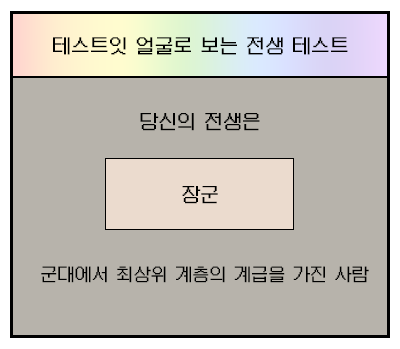 테스트잇 얼굴로 보는 전생 테스트
당신의 전생은
장군
군대에서 최상위 계층의 계급을 가진 사람